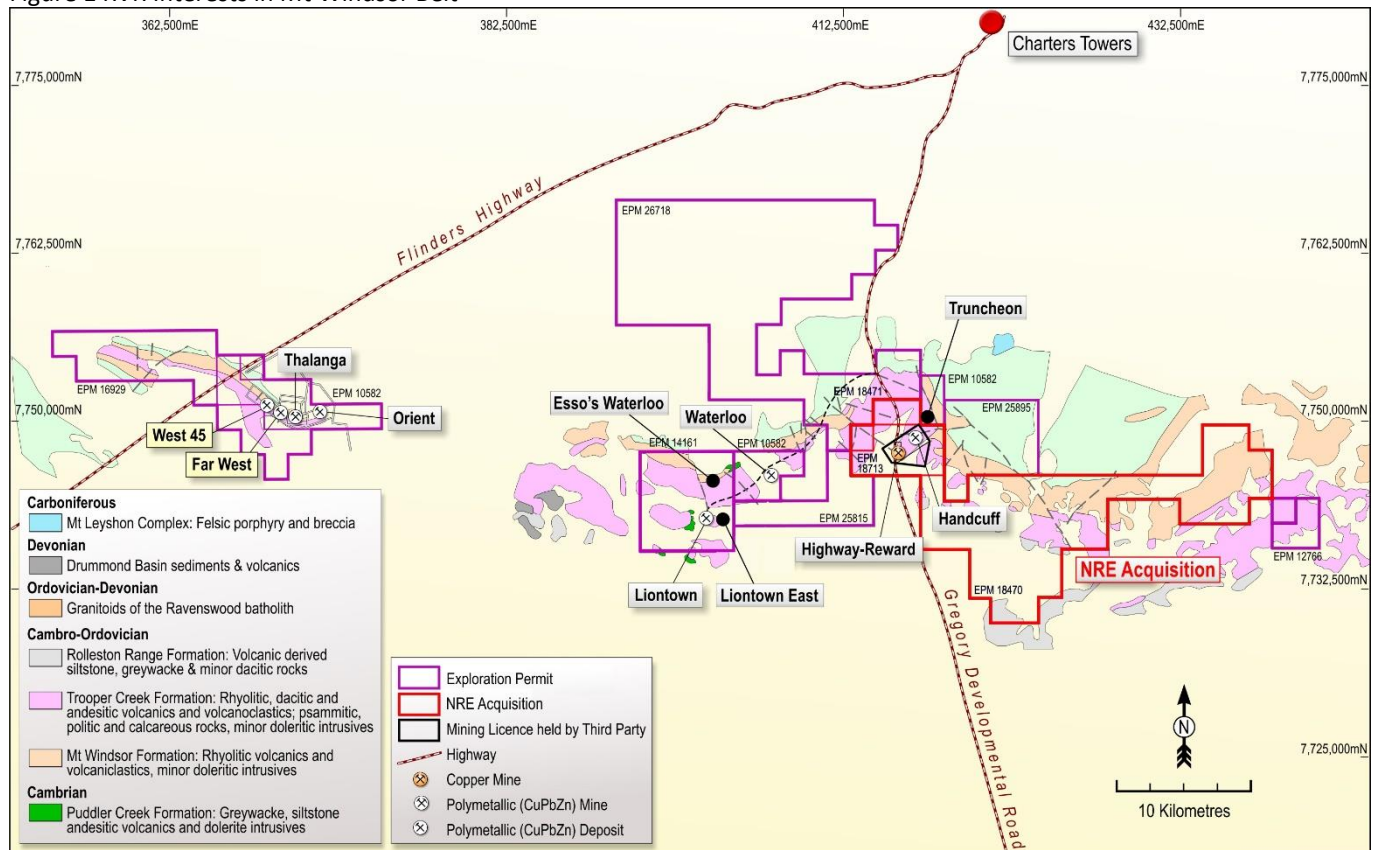 Figure interests in Mt Windsor Belt
362,500mE
382,500mE
412,500mE
432,500mE
Charters Towers
7,775,000mN
7,775,000mN
Flinders Highway
EPM 26718
7,762,500mN
7,762,500mN
Truncheon
Thalanga
EPM 16929
EPM 10582
EPM 18471
EPM 10582
Esso's Waterloo
Waterloo
EPM 25895
7,750,000mN
7,750,000mN
Orient
West 45
Far West
EPM 14161
EPM 10582
EPM
18713
EPM 25815
Handcuff
Highway-Reward
Liontown
Liontown East
NRE Acquisition
EPM 12766
EPM 18470
7,732,500mN
Gregory Developmental Road
7,725,000mN
N
10 Kilometres
Carboniferous
Mt Leyshon Complex: Felsic porphyry and breccia
Devonian
Drummond Basin sediments & volcanics
Ordovician-Devonian
Granitoids of the Ravenswood batholith
Cambro-Ordovician
Rolleston Range Formation: Volcanic derived
siltstone, greywacke & minor dacitic rocks
Trooper Creek Formation: Rhyolitic, dacitic and
andesitic volcanics and volcanoclastics; psammitic,
politic and calcareous rocks, minor doleritic intrusives
Mt Windsor Formation: Rhyolitic volcanics and
volcaniclastics, minor doleritic intrusives
Cambrian
Puddler Creek Formation: Greywacke, siltstone
andesitic volcanics and dolerite intrusives
Exploration Permit
NRE Acquisition
Mining Licence held by Third Party
Highway
Copper Mine
Polymetallic (CuPbZn) Mine
Polymetallic (CuPbZn) Deposit